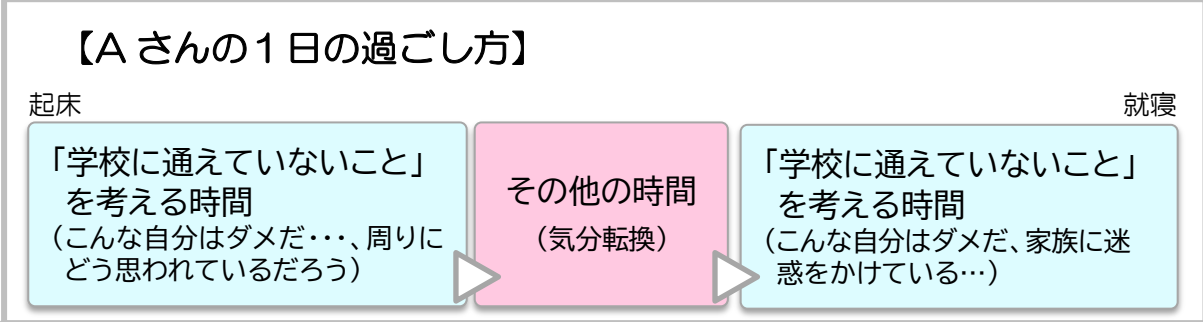 【Aさんの1日の過ごし方】
起床
就寝
「学校に通えていないこと」
を考える時間
(こんな自分はダメだ・・・、周りに
どう思われているだろう)
その他の時間
(気分転換)
「学校に通えていないこと」
を考える時間
(こんな自分はダメだ、家族に迷
惑をかけている…)